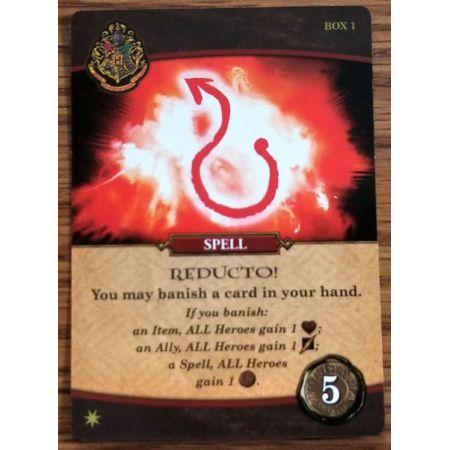 BOX 1
SPELL
REDUCTO!
You may banish a card in your hand.
If you banish:
an Item, ALL Heroes gain 1 ;
an Ally, ALL Heroes gain 1 ;
a Spell, ALL Heroes
gain 1 .
5